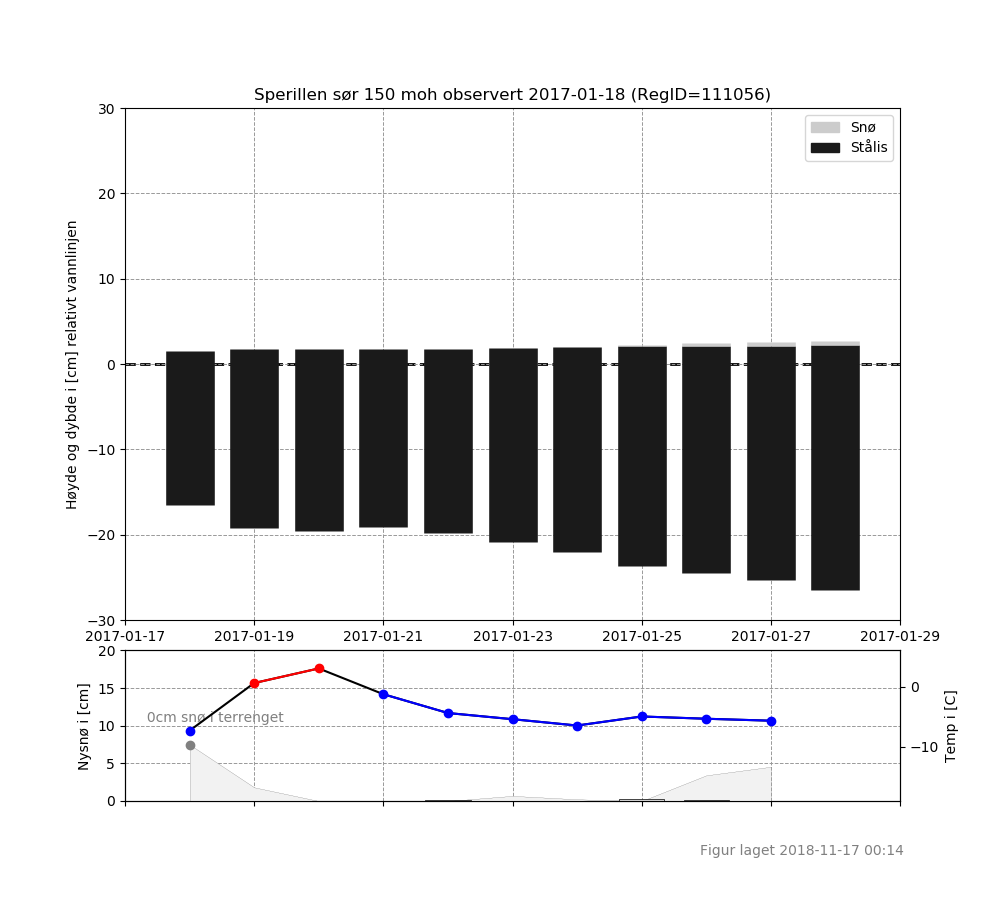 Sperillen sør 150 moh observert 2017-01-18 (RegID=111056)
30
20
10
0
−10
−20
−30
Høyde og dybde i [cm] relativt vannlinjen
Snø
Stålis
2017-01-17 2017-01-19 2017-01-21 2017-01-23 2017-01-25 2017-01-27 2017-01-29
20
15
10
5
0
Nysnø i [cm]
0cm snø i terrenget
0
−10
Temp i [C]
Figur laget 2018-11-17 00:14